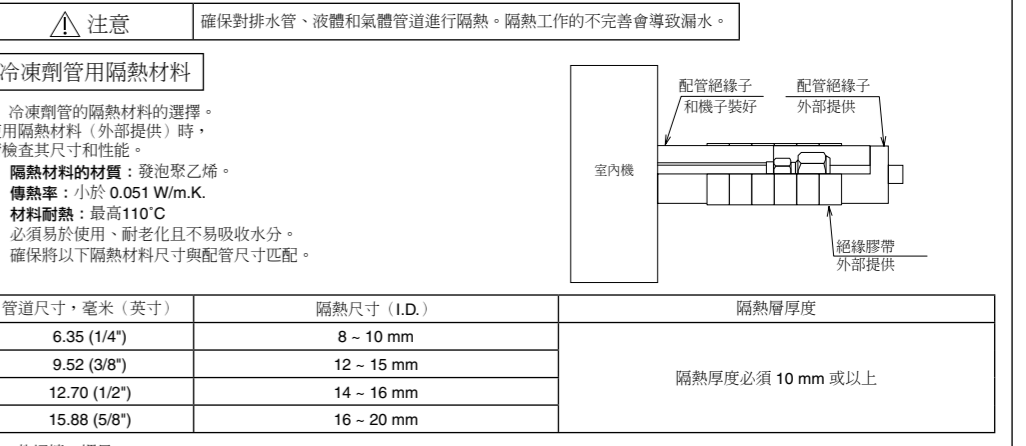 注意
確保對排水管、液體和氣體管道進行隔熱。隔熱工作的不完善會導致漏水。
冷凍劑管用隔熱材料
冷凍劑管的隔熱材料的選擇。
用隔熱材料（外部提供）時，
檢查其尺寸和性能。
隔熱材料的材質：發泡聚乙烯。
傳熱率：小於 0.051 W/m.K.
材料耐熱：最高110˚C
必須易於使用、耐老化且不易吸收水分。
確保將以下隔熱材料尺寸與配管尺寸匹配。
配管絕緣子
和機子裝好
配管絕緣子
外部提供
室內機
絕緣膠帶
外部提供
管道尺寸，毫米（英寸） 隔熱尺寸（I.D.） 隔熱層厚度
6.35 (1/4") 8 ~ 10 mm
9.52 (3/8") 12 ~ 15 mm
隔熱厚度必須 10 mm 或以上
12.70 (1/2") 14 ~ 16 mm
15.88 (5/8") 16 ~ 20 mm